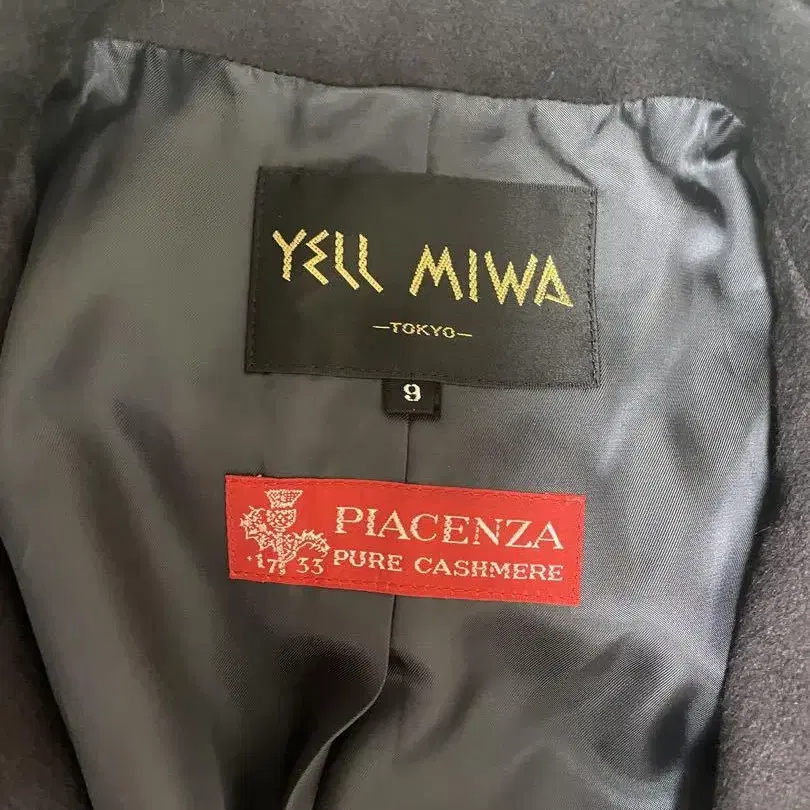 YELL MIWA
—TOKYO—
9
PIACENZA
·17 33 PURE CASHMERE